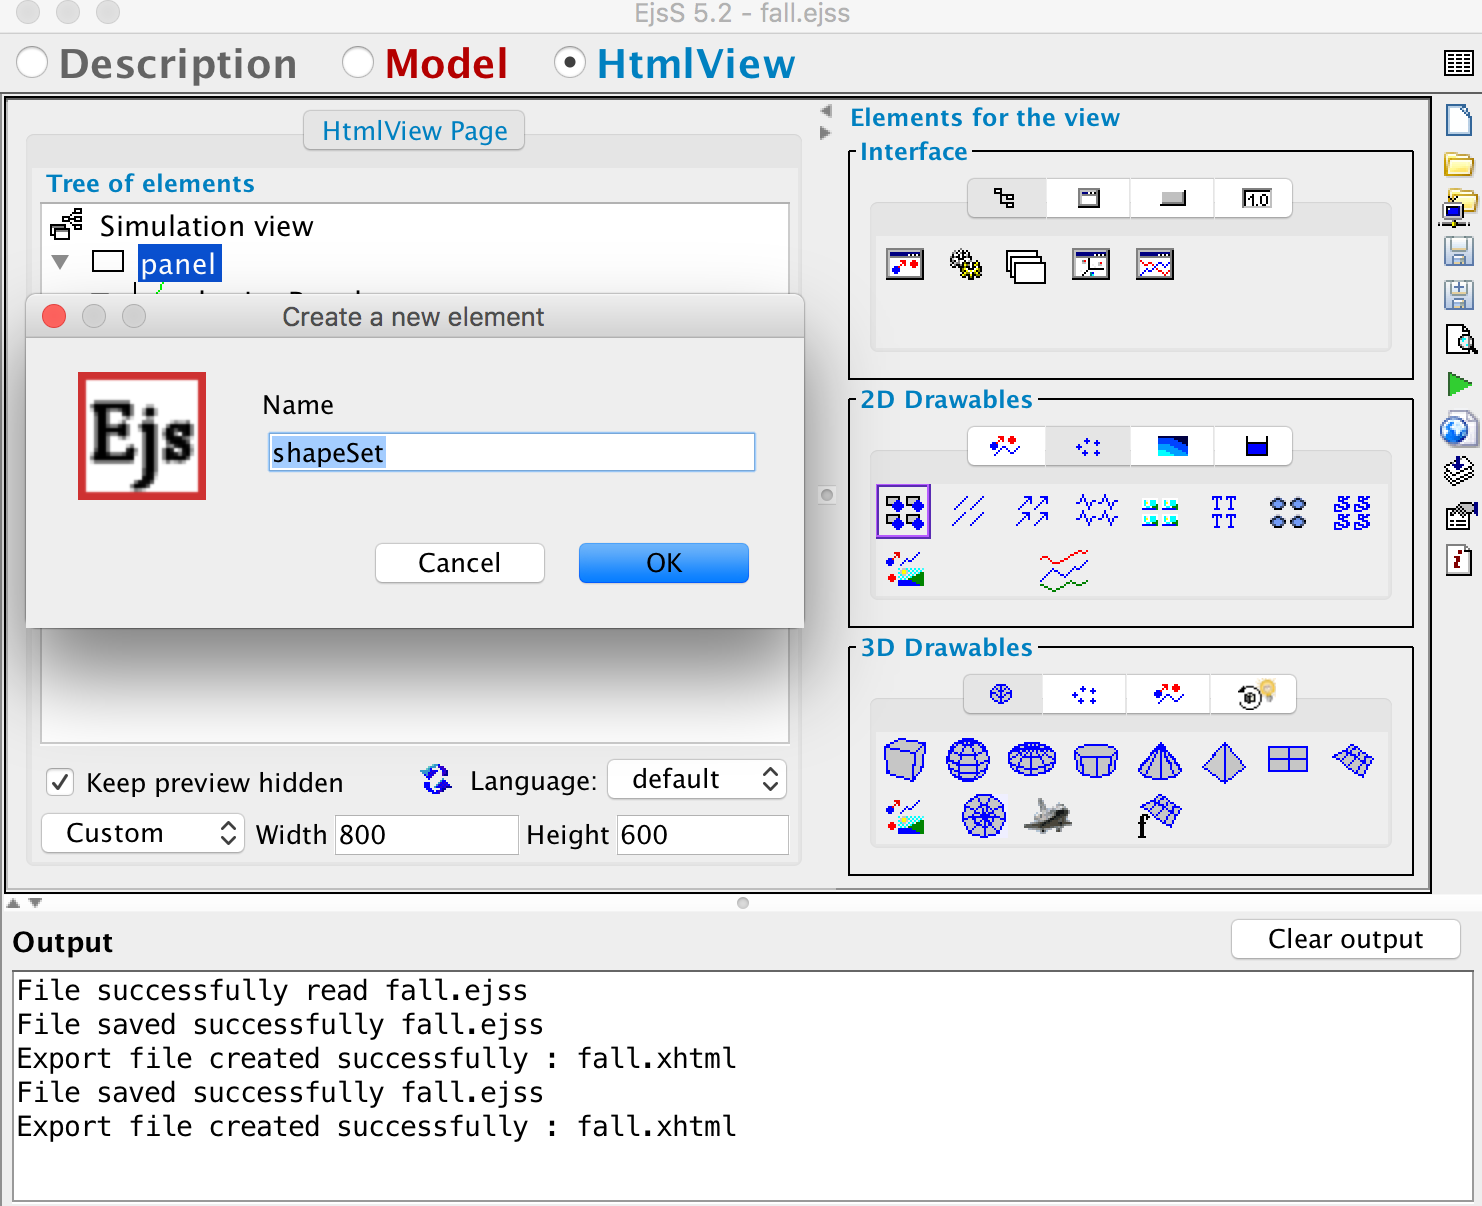 EjsS 5.2 - fall.ejss
Description Model HtmlView
HtmlView Page
Tree of elements
Simulation view
panel
Create a new element
Ejs
Name
shapeSet
Cancel OK
Keep preview hidden Language: default
Custom Width 800 Height 600
Elements for the view
Interface
1.0
2D Drawables
3D Drawables
Output
Clear output
File successfully read fall.ejss
File saved successfully fall.ejss
Export file created successfully : fall.xhtml
File saved successfully fall.ejss
Export file created successfully : fall.xhtml